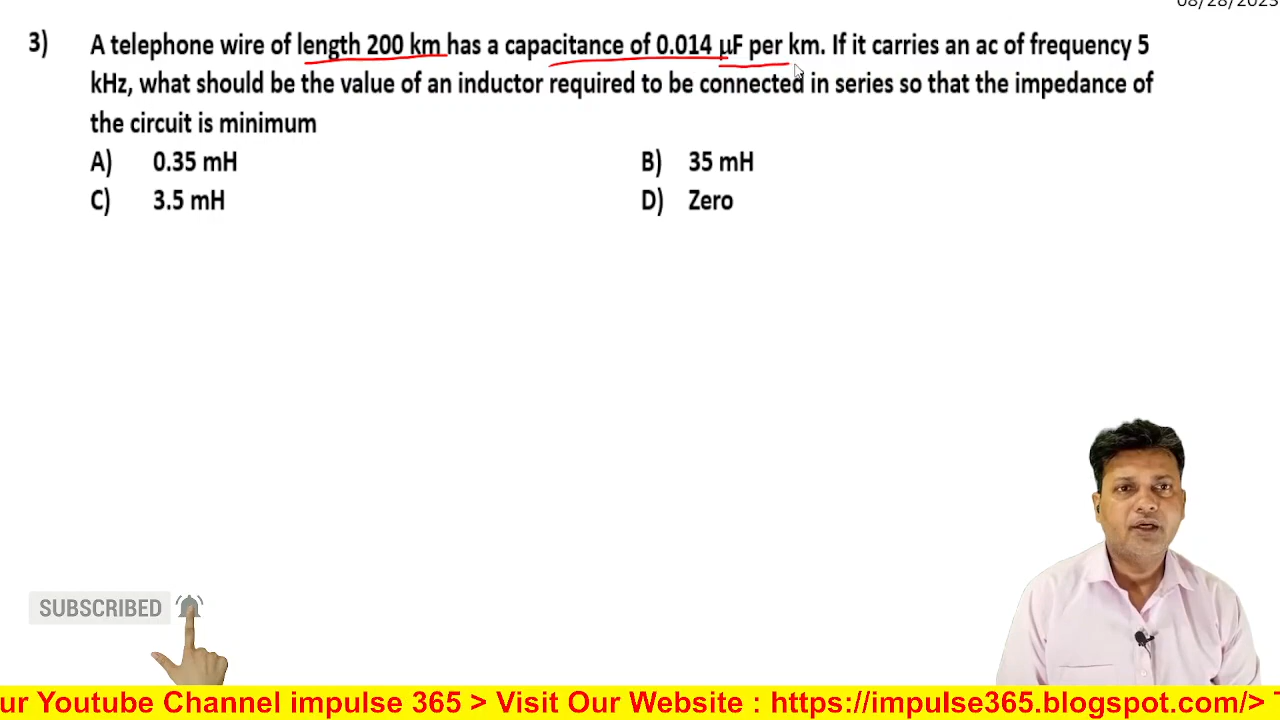 08/28/2025
3) A telephone wire of length 200 km has a capacitance of 0.014 μF per km. If it carries an ac of frequency 5
kHz, what should be the value of an inductor required to be connected in series so that the impedance of
the circuit is minimum
A) 0.35 mH B) 35 mH
C) 3.5 mH D) Zero
SUBSCRIBED
ur Youtube Channel impulse 365 > Visit Our Website : https://impulse365.blogspot.com/>